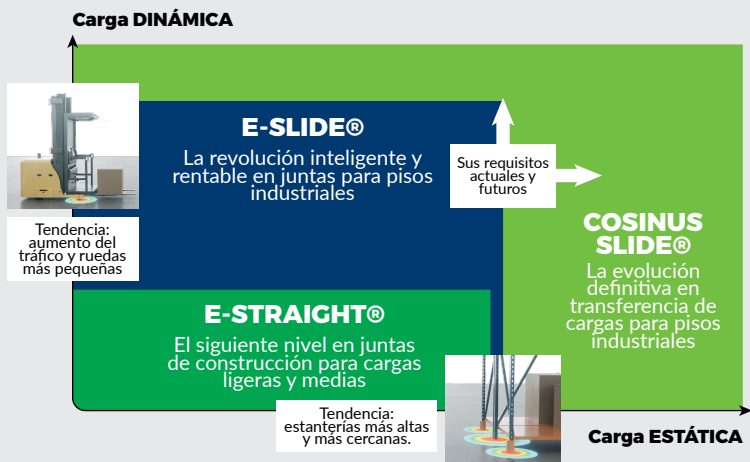 Carga DINÁMICA
E-SLIDE®
La revolución inteligente y
rentable en juntas para pisos
industriales
Sus requisitos
actuales y
futuros
Tendencia:
aumento del
tráfico y ruedas
más pequeñas
COSINUS
SLIDE®
La evolución
definitiva en
transferencia de
cargas para pisos
industriales
E-STRAIGHT®
El siguiente nivel en juntas
de construcción para cargas
ligeras y medias
Tendencia:
estanterías más altas
y más cercanas.
Carga ESTÁTICA